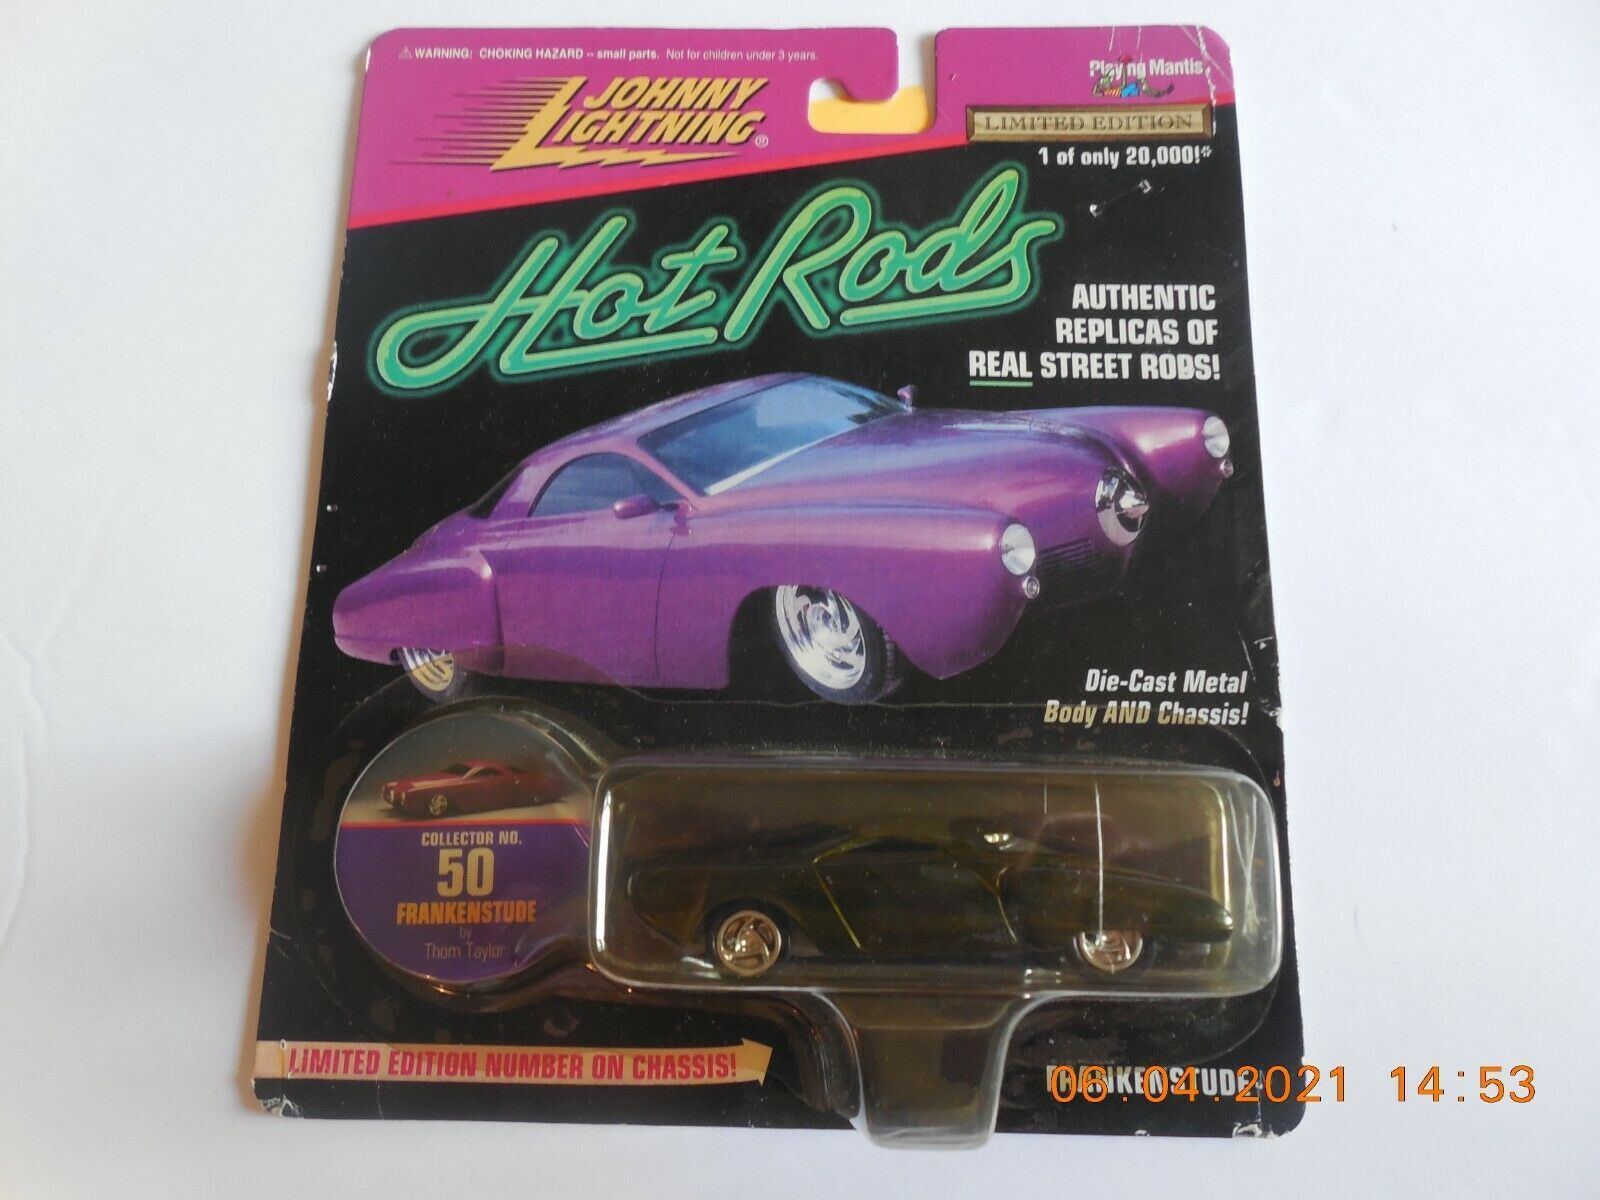 WARNING: CHOKING HAZARD -- small parts. Not for children under 3 years.
JOHNNY
LIGHTNING®
Playing Mantis
LIMITED EDITION
1 of only 20,000!*
Hot Rods
AUTHENTIC
REPLICAS OF
REAL STREET RODS!
Die-Cast Metal
Body AND Chassis!
COLLECTOR NO.
50
FRANKENSTUDE
by
Thom Taylor
LIMITED EDITION NUMBER ON CHASSIS!
FRANKENSTUDE
06.04.2021 14:53